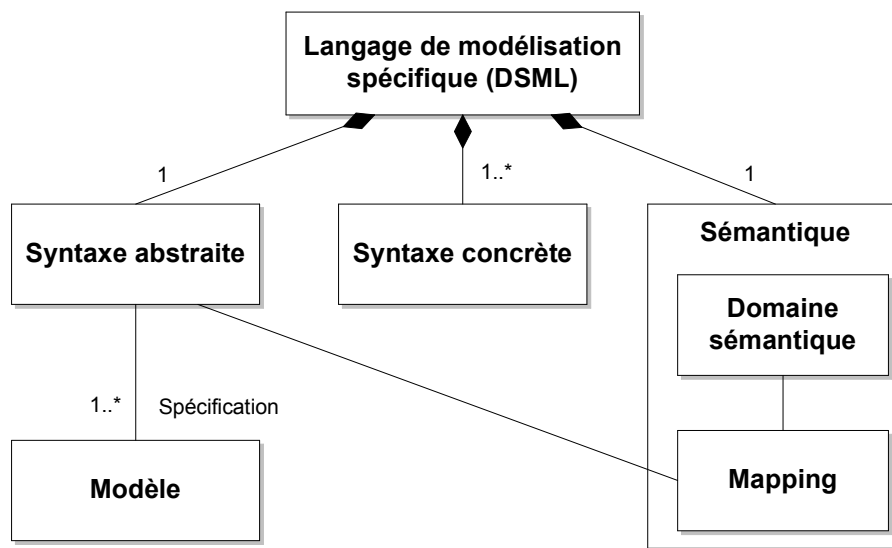 Langage de modélisation
spécifique (DSML)
1
1..*
1
Syntaxe abstraite
Syntaxe concrète
Sémantique
Domaine
sémantique
1..*
Spécification
Modèle
Mapping